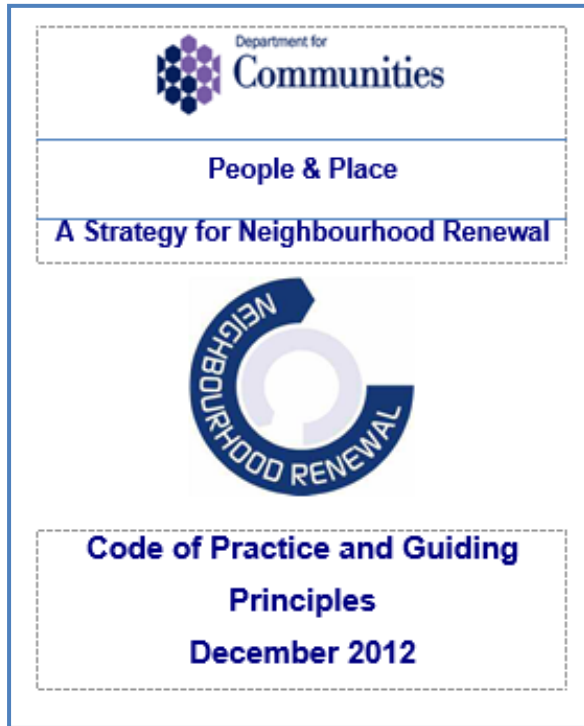 Department for
Communities
People & Place
A Strategy for Neighbourhood Renewal
NEIGHBOURHOOD RENEWAL
Code of Practice and Guiding
Principles
December 2012